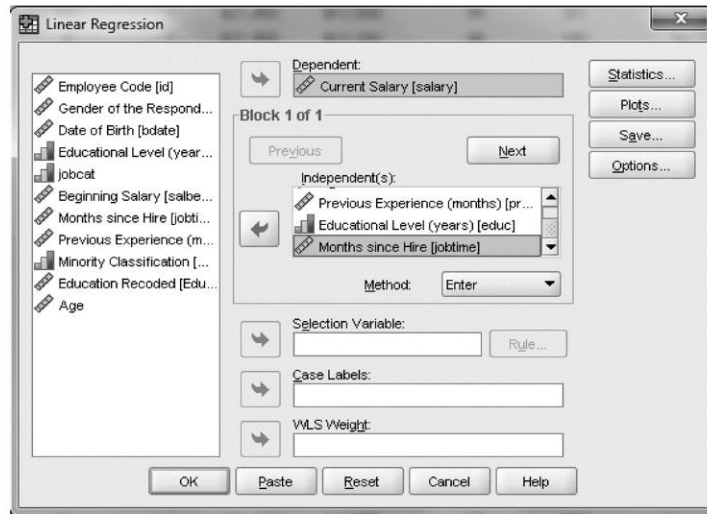 Linear Regression
Employee Code [id]
Gender of the Respond...
Date of Birth [bdate]
Educational Level (year...
jobcat
Beginning Salary [salbe...
Months since Hire [jobti...
Previous Experience (m...
Minority Classification [...
Education Recoded [Edu...
Age
Dependent:
Current Salary [salary]
Block 1 of 1
Previous
Next
Independent(s):
Previous Experience (months) [pr...
Educational Level (years) [educ]
Months since Hire [jobtime]
Method:
Enter
Selection Variable:
Rule...
Case Labels:
WLS Weight:
Statistics...
Plots...
Save...
Options...
OK
Paste
Reset
Cancel
Help